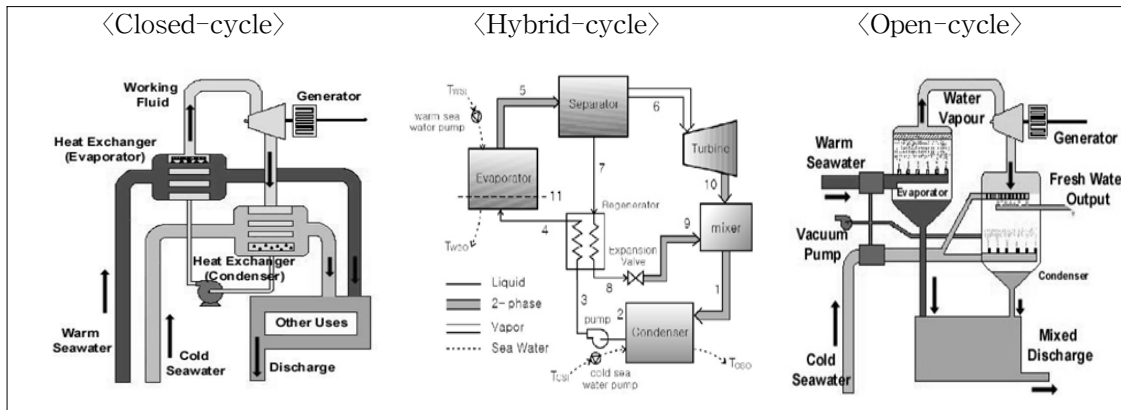 〈Closed-cycle〉
Working
Fluid
Generator
Heat Exchanger
(Evaporator)
Heat Exchanger
(Condenser)
Other Uses
Warm
Seawater
Cold
Seawater
Discharge
〈Hybrid-cycle〉
TWSI
warm sea
water pump
5
Separator
6
Turbine
Evaporator
7
10
11
Regenerator
4
9
mixer
TWSO
Expansion
Valve
Liquid
2- phase
Vapor
Sea Water
3
8
1
pump
2
Condenser
TCSI
cold sea
water pump
TCSO
〈Open-cycle〉
Water
Vapour
Generator
Warm
Seawater
Evaporator
Fresh Water
Output
Vacuum
Pump
Condenser
Cold
Seawater
Mixed
Discharge